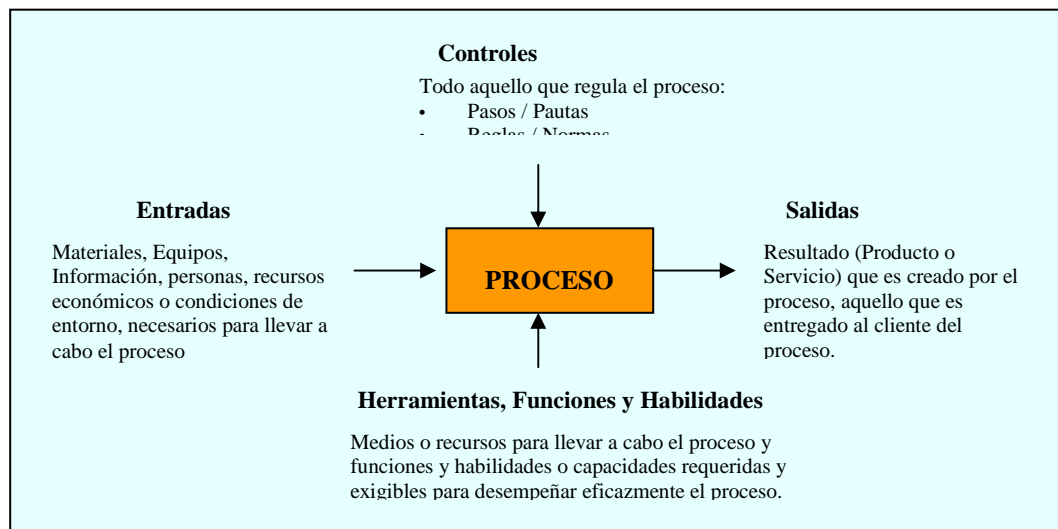 Controles
Todo aquello que regula el proceso:
• Pasos / Pautas
• Reglas / Normas
Entradas
Materiales, Equipos,
Información, personas, recursos
económicos o condiciones de
entorno, necesarios para llevar a
cabo el proceso
PROCESO
Salidas
Resultado (Producto o
Servicio) que es creado por el
proceso, aquello que es
entregado al cliente del
proceso.
Herramientas, Funciones y Habilidades
Medios o recursos para llevar a cabo el proceso y
funciones y habilidades o capacidades requeridas y
exigibles para desempeñar eficazmente el proceso.